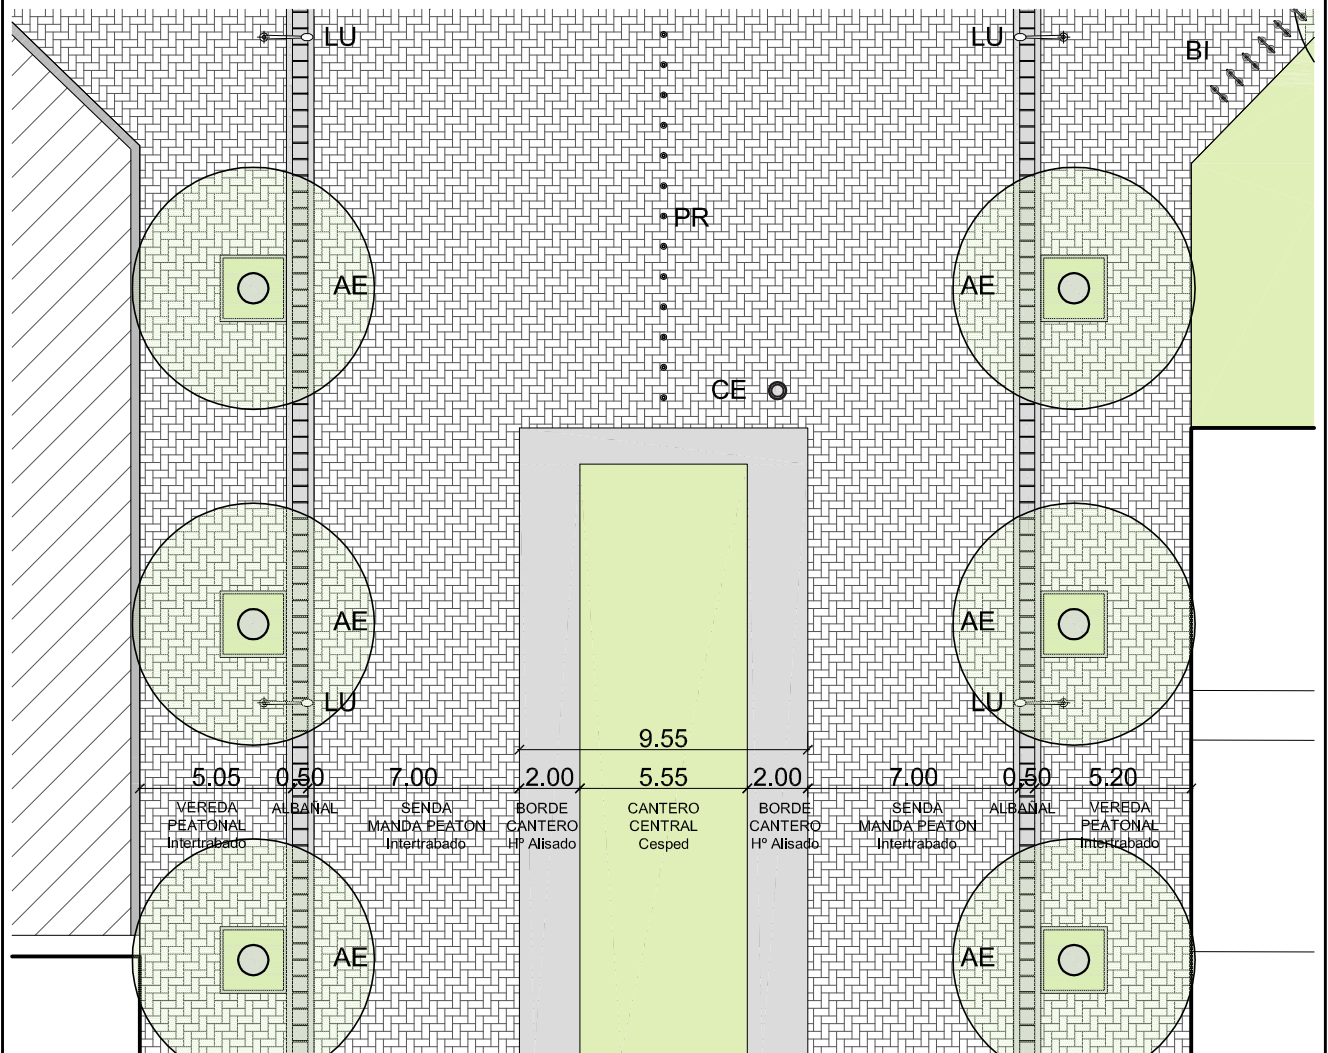 LU
LU
BI
PR
AE
AE
CE
AE
AE
LU
LU
9.55
5.05 0.50 7.00 2.00 5.55 2.00 7.00 0.50 5.20
VEREDA
PEATONAL
Intertrabado
ALBAÑAL
SENDA
MANDA PEATON
Intertrabado
BORDE
CANTERO
Hº Alisado
CANTERO
CENTRAL
Cesped
BORDE
CANTERO
Hº Alisado
SENDA
MANDA PEATON
Intertrabado
ALBAÑAL
VEREDA
PEATONAL
Intertrabado
AE
AE